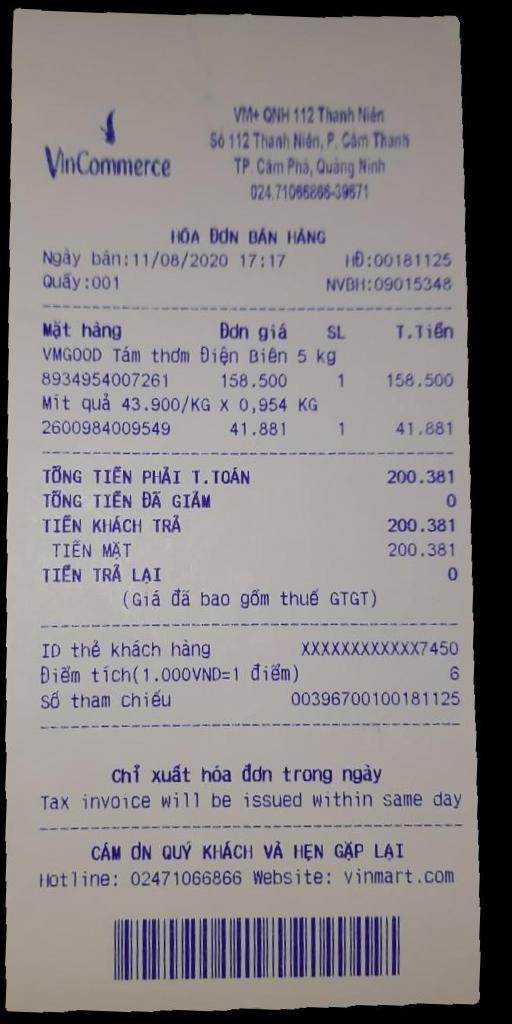 VinCommerce
VM+ QNH 112 Thanh Niên
Số 112 Thanh Niên, P. Cẩm Thành
TP. Cẩm Phả, Quảng Ninh
024.71066866-39671
HÓA ĐƠN BÁN HÀNG
Ngày bán:11/08/2020 17:17 HĐ:00181125
Quầy:001 NVBH:09015348
Mặt hàng Đơn giá SL T.Tiền
VMGOOD Tám thơm Điện Biên 5 kg
8934954007261 158.500 1 158.500
Mít quả 43.900/KG X 0,954 KG
2600984009549 41.881 1 41.881
TỔNG TIỀN PHẢI T.TOÁN 200.381
TỔNG TIỀN ĐÃ GIẢM 0
TIỀN KHÁCH TRẢ 200.381
TIỀN MẶT 200.381
TIỀN TRẢ LẠI 0
(Giá đã bao gồm thuế GTGT)
ID thẻ khách hàng XXXXXXXXXXXX7450
Điểm tích(1.000VND=1 điểm) 6
Số tham chiếu 00396700100181125
Chỉ xuất hóa đơn trong ngày
Tax invoice will be issued within same day
CẢM ƠN QUÝ KHÁCH VÀ HẸN GẶP LẠI
Hotline: 02471066866 Website: vinmart.com